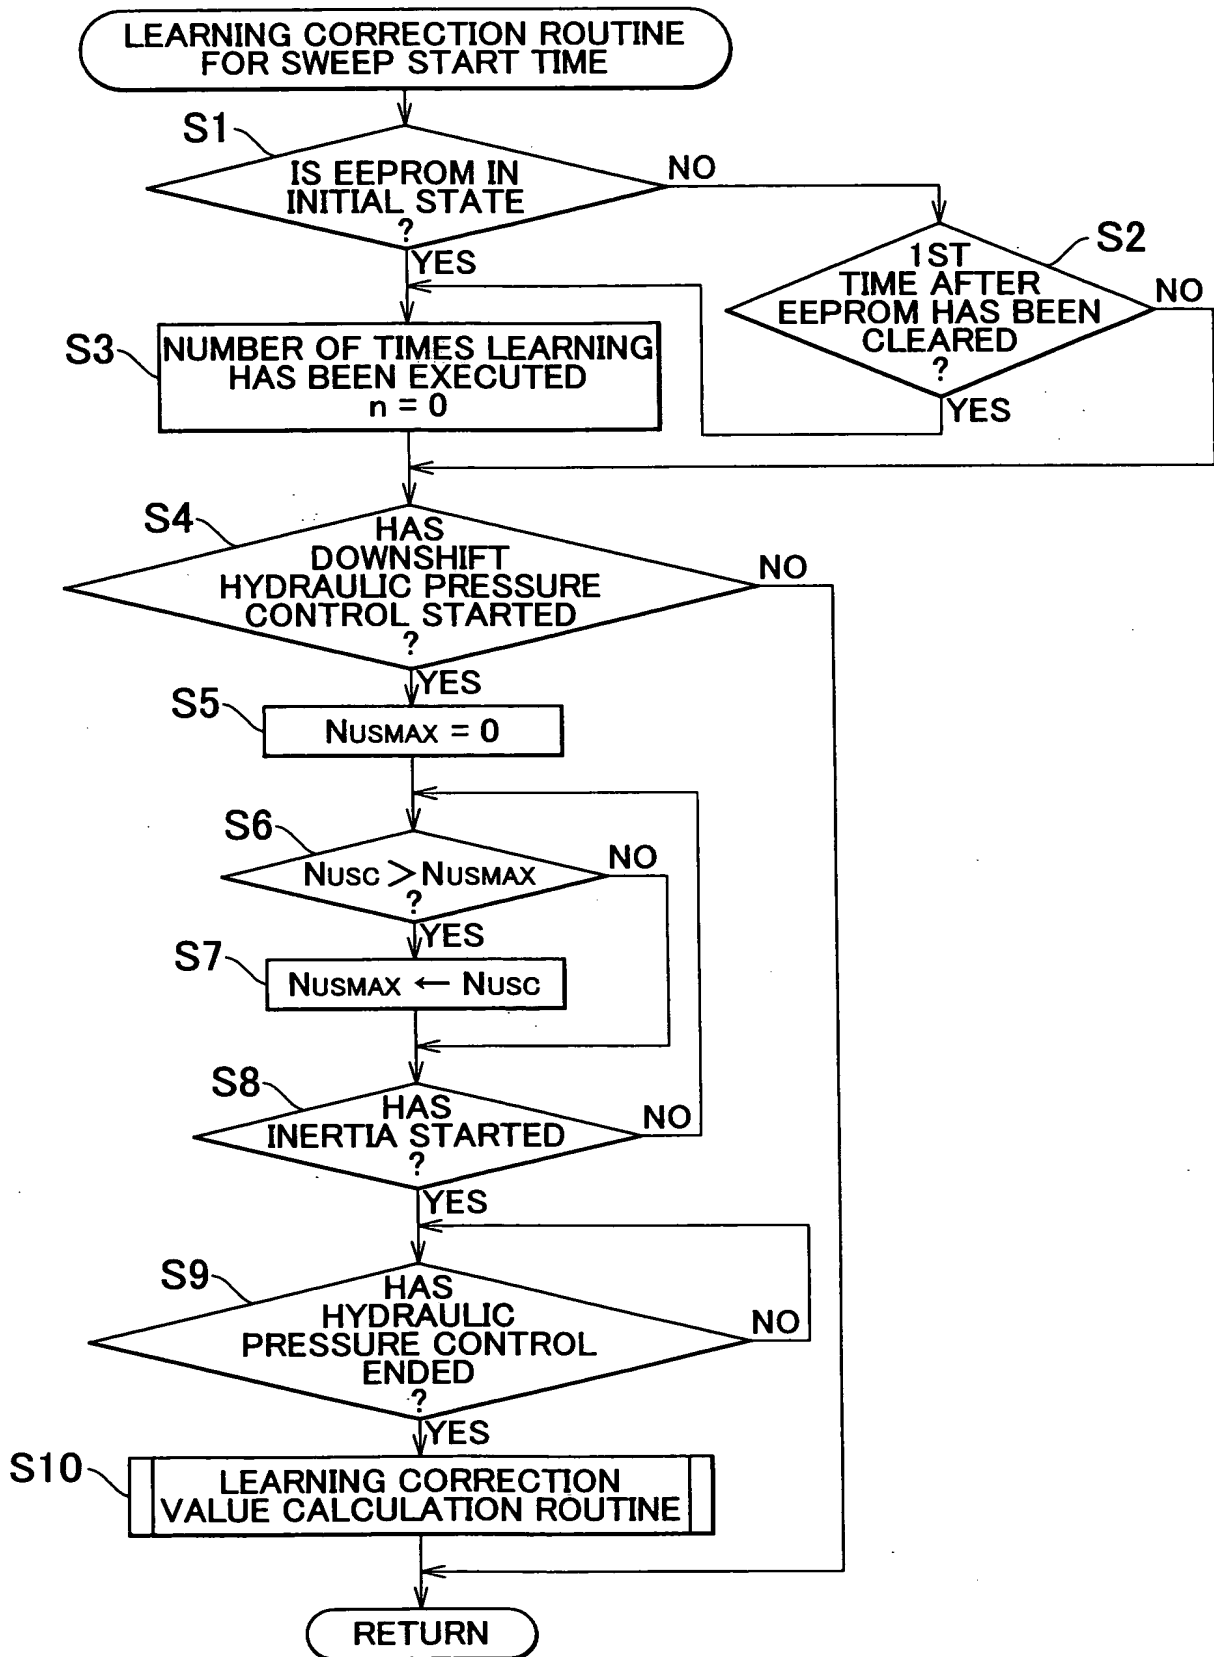 LEARNING CORRECTION ROUTINE
FOR SWEEP START TIME
S1
IS EEPROM IN
INITIAL STATE
?
NO
YES
S2
1ST
TIME AFTER
EEPROM HAS BEEN
CLEARED
?
NO
YES
S3
NUMBER OF TIMES LEARNING
HAS BEEN EXECUTED
n = 0
S4
HAS
DOWNSHIFT
HYDRAULIC PRESSURE
CONTROL STARTED
?
NO
YES
S5
NUSMAX = 0
S6
NUSC > NUSMAX
?
NO
YES
S7
NUSMAX ← NUSC
S8
HAS
INERTIA STARTED
?
NO
YES
S9
HAS
HYDRAULIC
PRESSURE CONTROL
ENDED
?
NO
YES
S10
LEARNING CORRECTION
VALUE CALCULATION ROUTINE
RETURN